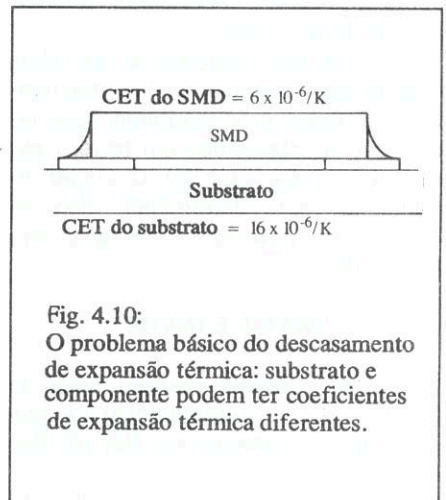 CET do SMD = 6 x 10⁻⁶/K
SMD
Substrato
CET do substrato = 16 x 10⁻⁶/K
Fig. 4.10:
O problema básico do descasamento
de expansão térmica: substrato e
componente podem ter coeficientes
de expansão térmica diferentes.